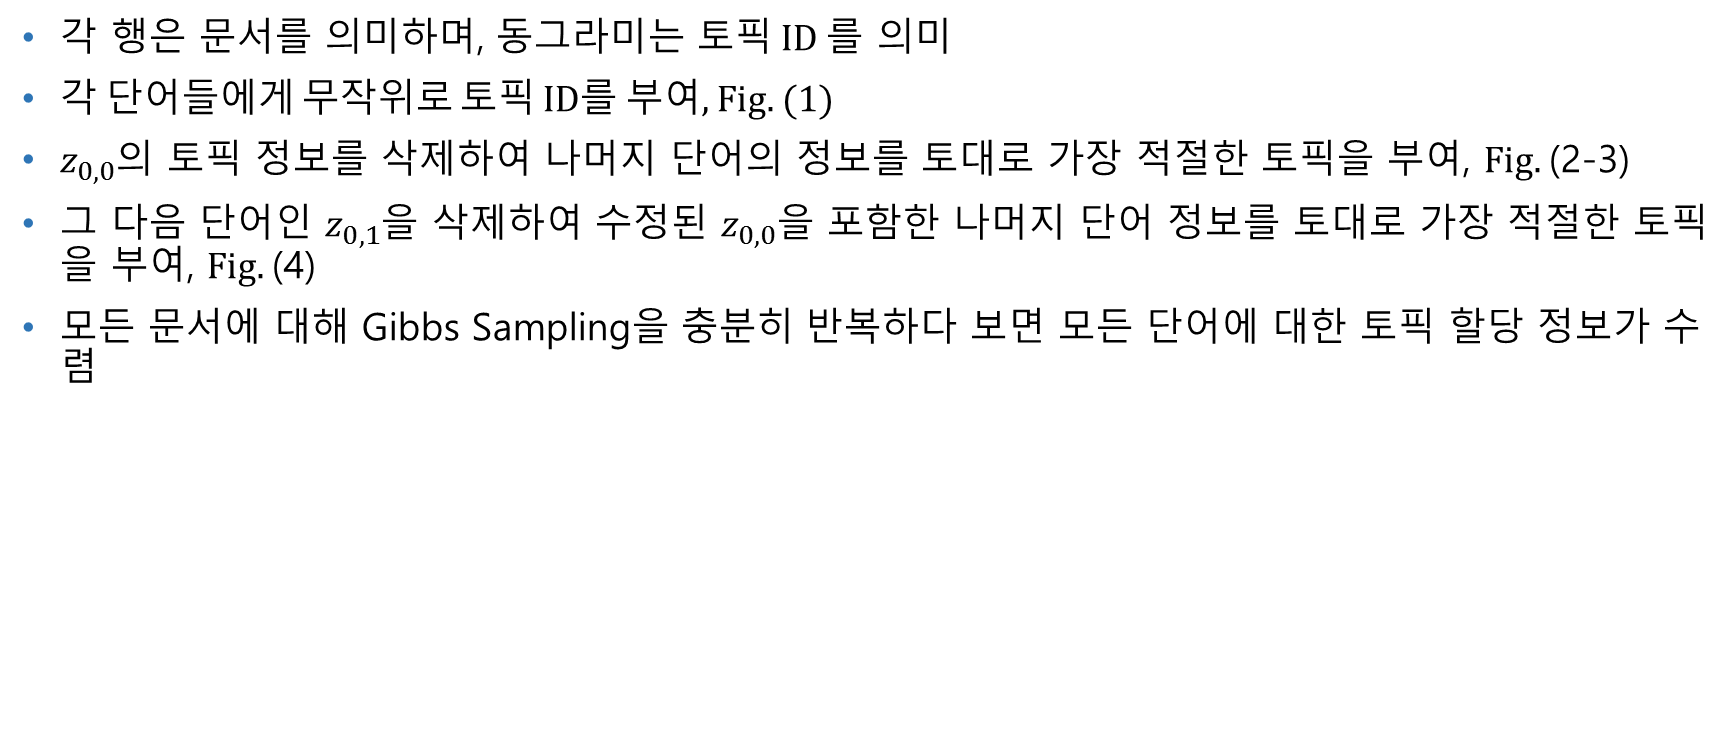 • 각 행은 문서를 의미하며, 동그라미는 토픽 ID 를 의미
• 각 단어들에게 무작위로 토픽 ID를 부여, Fig. (1)
• z₀,₀의 토픽 정보를 삭제하여 나머지 단어의 정보를 토대로 가장 적절한 토픽을 부여, Fig. (2-3)
• 그 다음 단어인 z₀,₁을 삭제하여 수정된 z₀,₀을 포함한 나머지 단어 정보를 토대로 가장 적절한 토픽
을 부여, Fig. (4)
• 모든 문서에 대해 Gibbs Sampling을 충분히 반복하다 보면 모든 단어에 대한 토픽 할당 정보가 수
렴